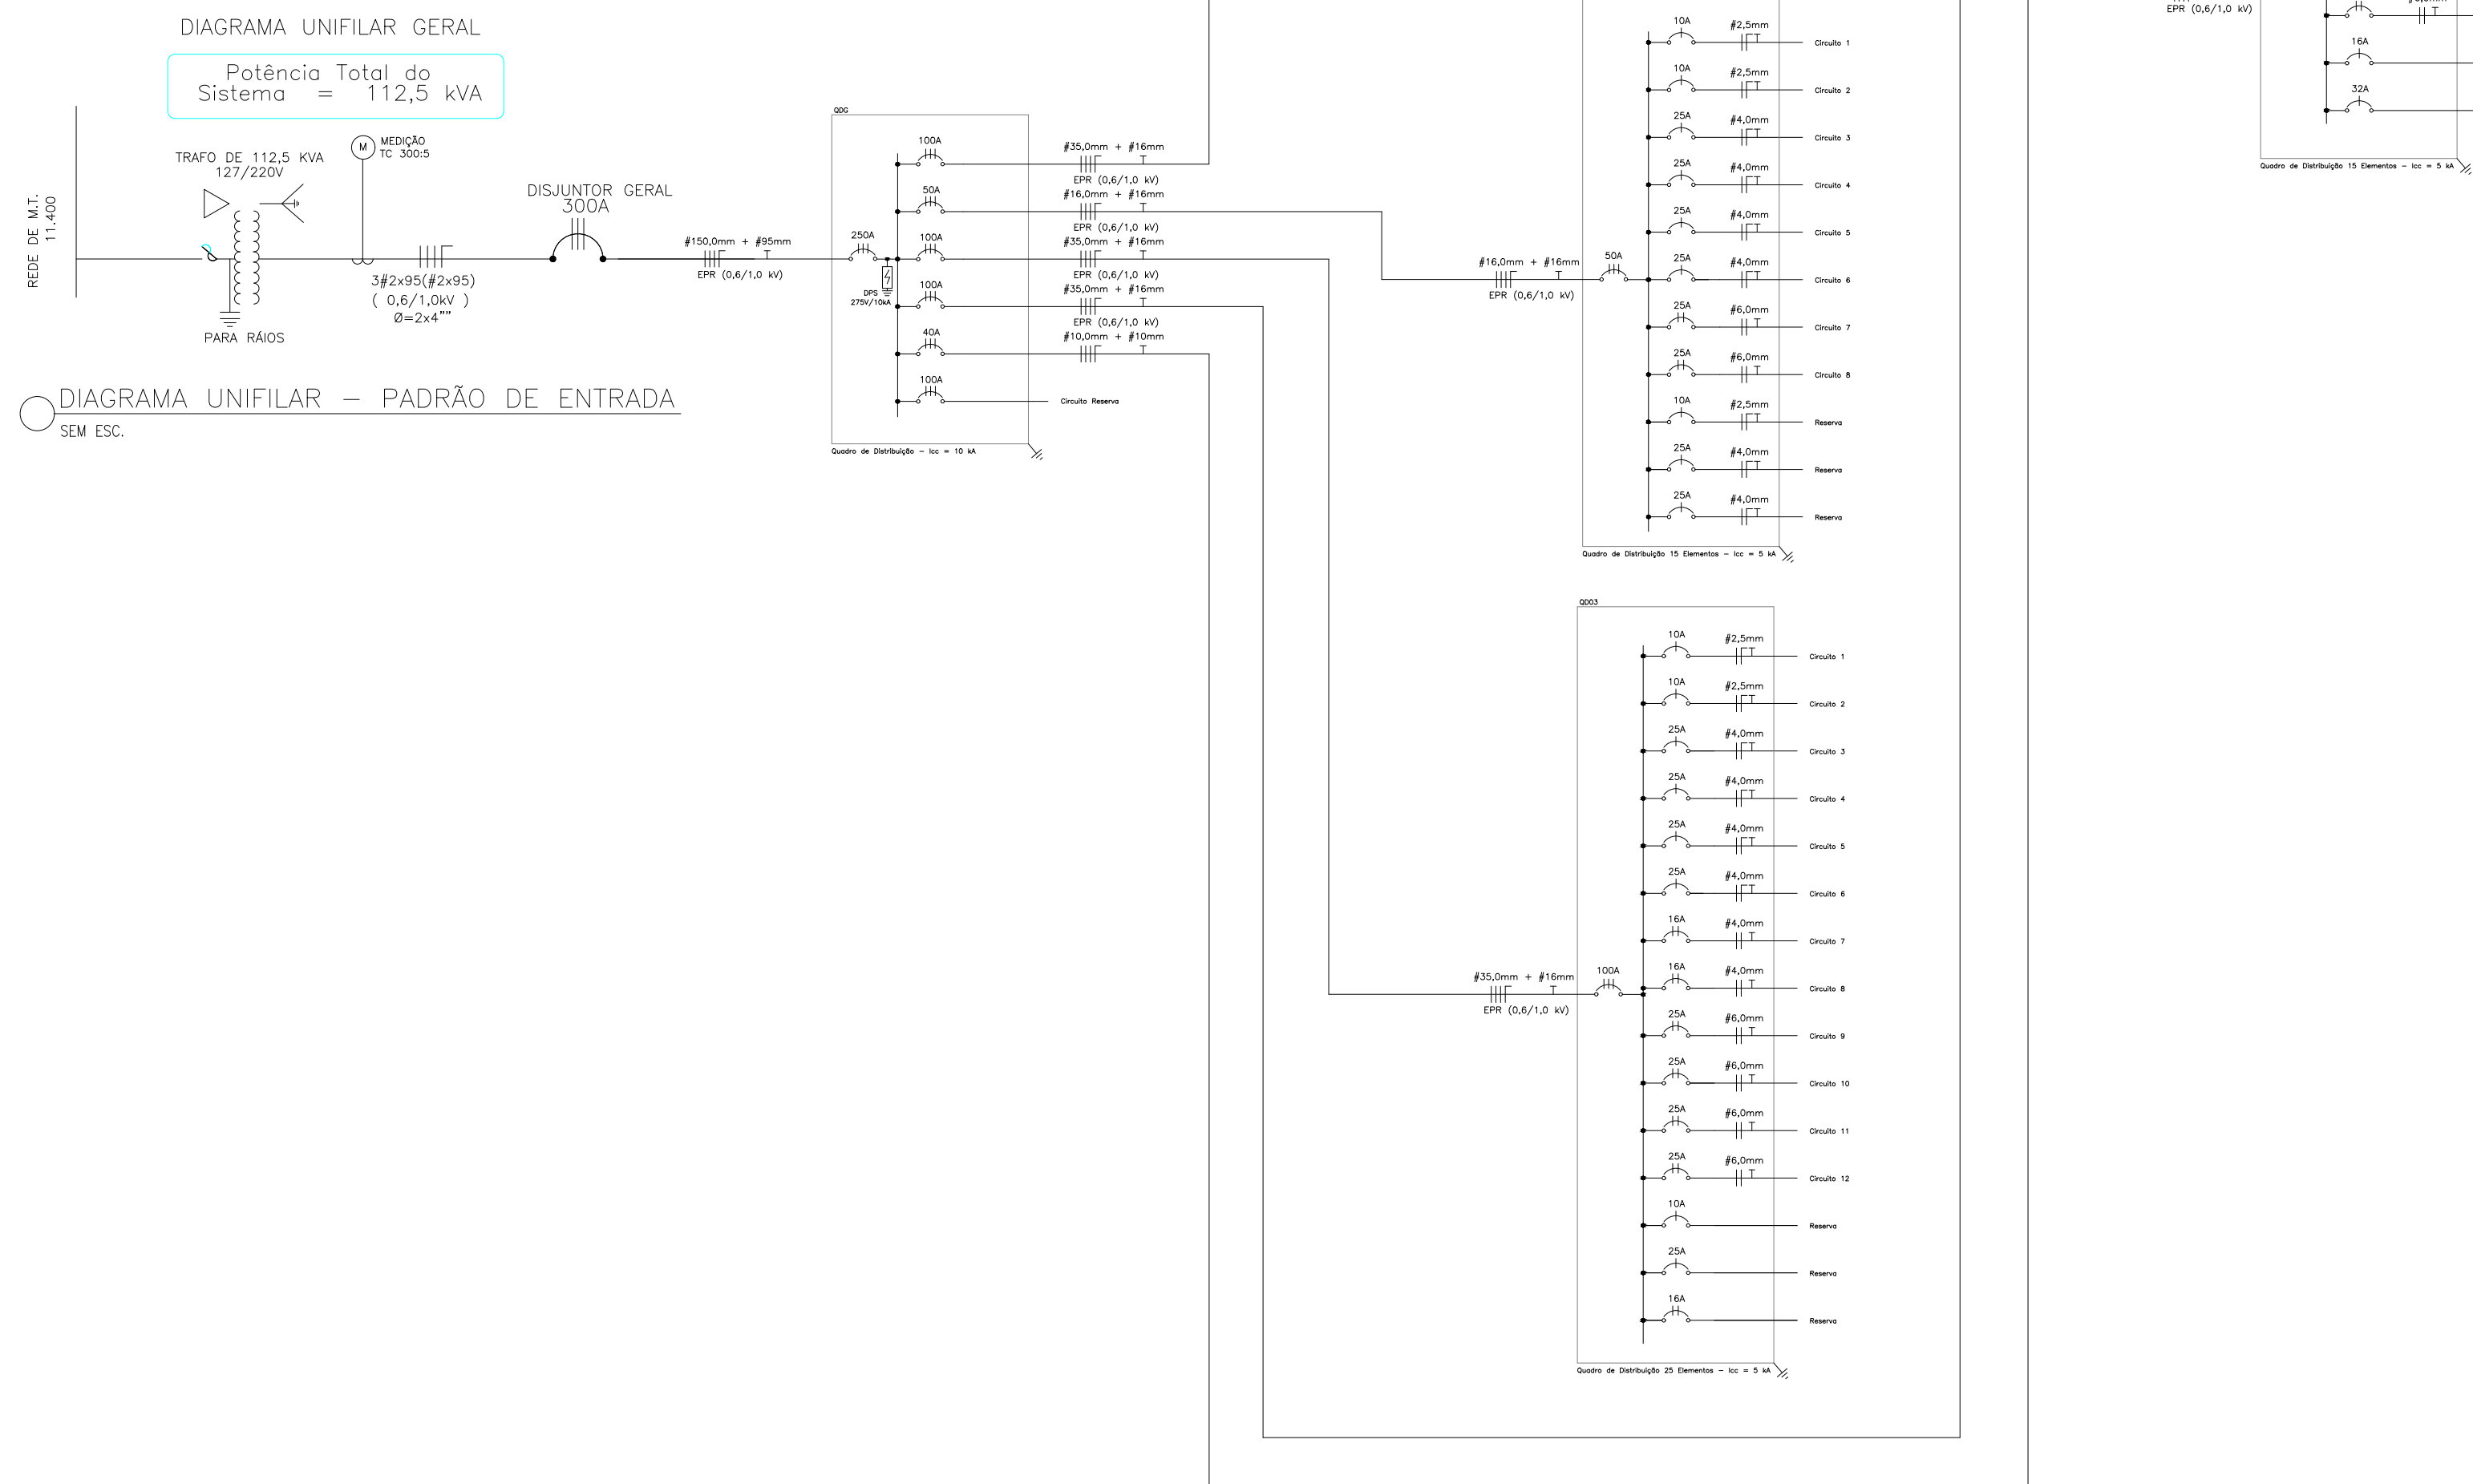 DIAGRAMA UNIFILAR GERAL
Potência Total do
Sistema = 112,5 kVA
REDE DE M.T.
11.400
TRAFO DE 112,5 KVA
127/220V
M
MEDIÇÃO
TC 300:5
PARA RÁIOS
3#2x95(#2x95)
( 0,6/1,0kV )
Ø=2x4""
DISJUNTOR GERAL
300A
#150,0mm + #95mm
EPR (0,6/1,0 kV)
DIAGRAMA UNIFILAR – PADRÃO DE ENTRADA
SEM ESC.
QDG
250A
DPS
275V/10kA
100A
#35,0mm + #16mm
EPR (0,6/1,0 kV)
50A
#16,0mm + #16mm
EPR (0,6/1,0 kV)
100A
#35,0mm + #16mm
EPR (0,6/1,0 kV)
100A
#35,0mm + #16mm
EPR (0,6/1,0 kV)
40A
#10,0mm + #10mm
100A
Circuito Reserva
Quadro de Distribuição – Icc = 10 kA
#16,0mm + #16mm
EPR (0,6/1,0 kV)
50A
10A #2,5mm Circuito 1
10A #2,5mm Circuito 2
25A #4,0mm Circuito 3
25A #4,0mm Circuito 4
25A #4,0mm Circuito 5
25A #4,0mm Circuito 6
25A #6,0mm Circuito 7
25A #6,0mm Circuito 8
10A #2,5mm Reserva
25A #4,0mm Reserva
25A #4,0mm Reserva
Quadro de Distribuição 15 Elementos – Icc = 5 kA
QD03
#35,0mm + #16mm
EPR (0,6/1,0 kV)
100A
10A #2,5mm Circuito 1
10A #2,5mm Circuito 2
25A #4,0mm Circuito 3
25A #4,0mm Circuito 4
25A #4,0mm Circuito 5
25A #4,0mm Circuito 6
16A #4,0mm Circuito 7
16A #4,0mm Circuito 8
25A #6,0mm Circuito 9
25A #6,0mm Circuito 10
25A #6,0mm Circuito 11
25A #6,0mm Circuito 12
10A Reserva
25A Reserva
16A Reserva
Quadro de Distribuição 25 Elementos – Icc = 5 kA
EPR (0,6/1,0 kV)
16A
32A
Quadro de Distribuição 15 Elementos – Icc = 5 kA